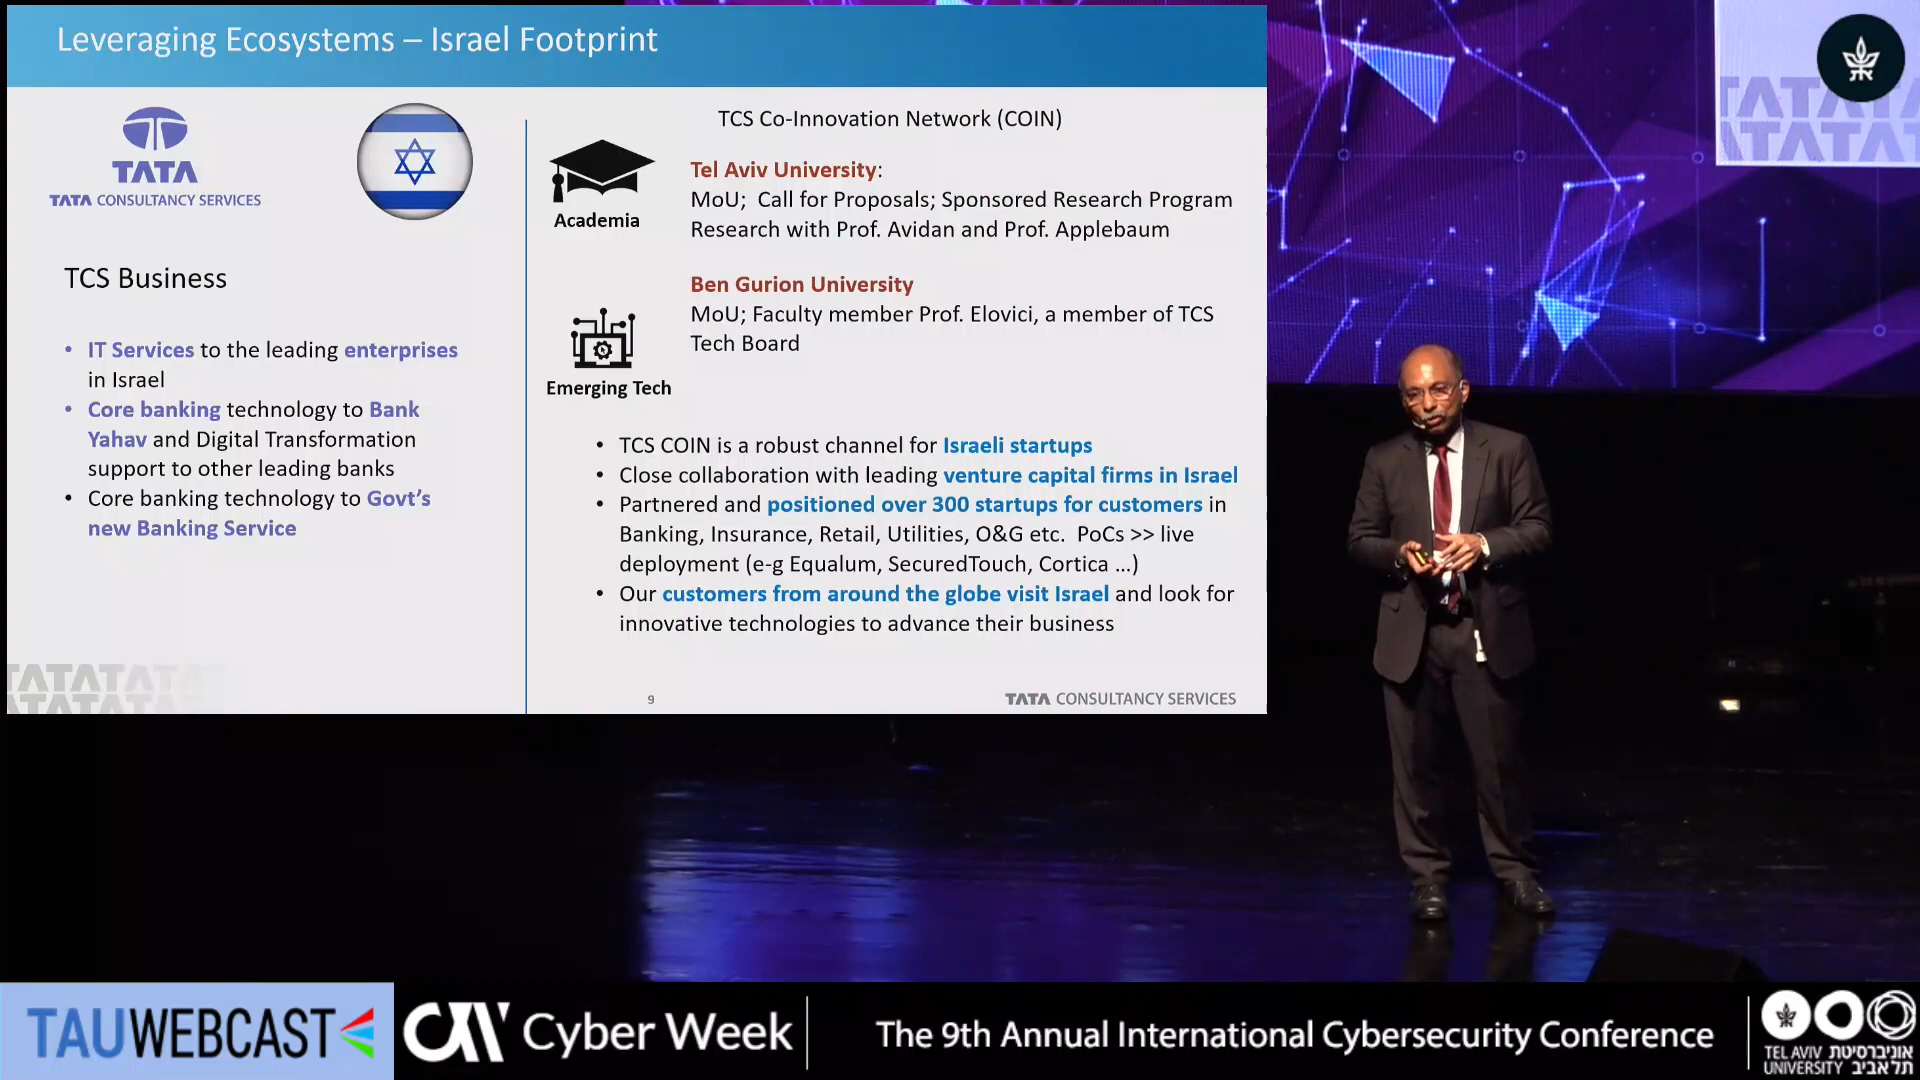 Leveraging Ecosystems – Israel Footprint
TATA
TATA CONSULTANCY SERVICES
TCS Business
• IT Services to the leading enterprises
in Israel
• Core banking technology to Bank
Yahav and Digital Transformation
support to other leading banks
• Core banking technology to Govt’s
new Banking Service
TCS Co-Innovation Network (COIN)
Academia
Tel Aviv University:
MoU;  Call for Proposals; Sponsored Research Program
Research with Prof. Avidan and Prof. Applebaum
Ben Gurion University
MoU; Faculty member Prof. Elovici, a member of TCS
Tech Board
Emerging Tech
• TCS COIN is a robust channel for Israeli startups
• Close collaboration with leading venture capital firms in Israel
• Partnered and positioned over 300 startups for customers in
Banking, Insurance, Retail, Utilities, O&G etc.  PoCs >> live
deployment (e-g Equalum, SecuredTouch, Cortica ...)
• Our customers from around the globe visit Israel and look for
innovative technologies to advance their business
TATATATA
TATATATA
9
TATA CONSULTANCY SERVICES
TATATA
TATATA
TAUWEBCAST
Cyber Week
The 9th Annual International Cybersecurity Conference
TEL AVIV אוניברסיטת
UNIVERSITY תל אביב